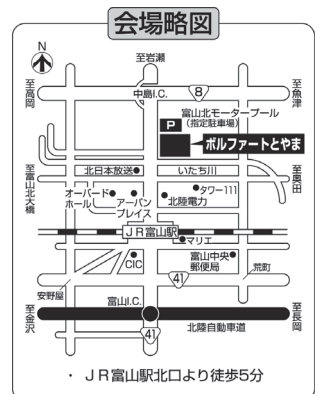 会場略図
N
至岩瀬
至高岡
中島I.C.
8
至魚津
富山北モータープール
(指定駐車場)
P
ボルファートとやま
北日本放送
いたち川
至富山北大橋
至奥田
オーバード
ホール
アーバン
プレイス
タワー111
北陸電力
JR富山駅
マリエ
CIC
富山中央
郵便局
荒町
41
安野屋
富山I.C.
至金沢
至長岡
北陸自動車道
41
・ JR富山駅北口より徒歩5分